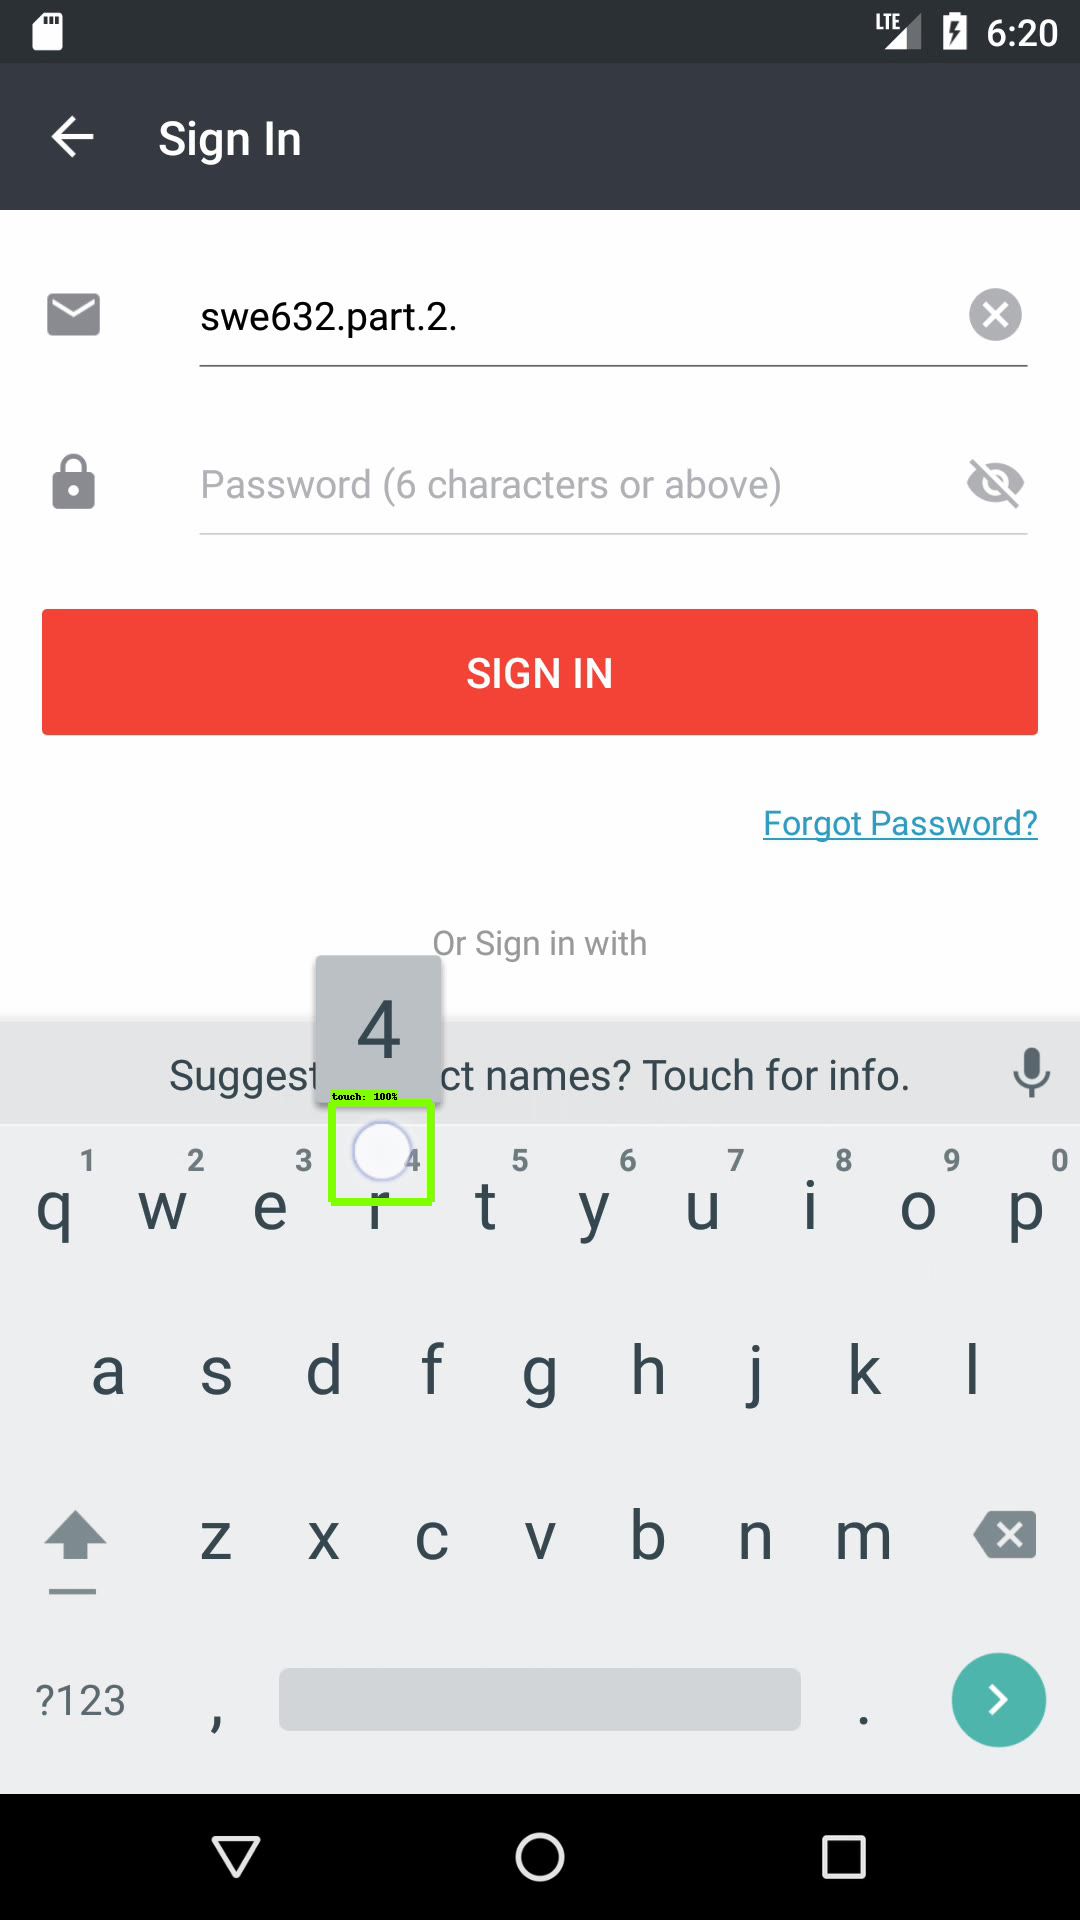 LTE 6:20
Sign In
swe632.part.2.
Password (6 characters or above)
SIGN IN
Forgot Password?
Or Sign in with
4
Suggest ct names? Touch for info.
touch: 100%
1 2 3 4 5 6 7 8 9 0
q w e r t y u i o p
a s d f g h j k l
z x c v b n m
?123 , .